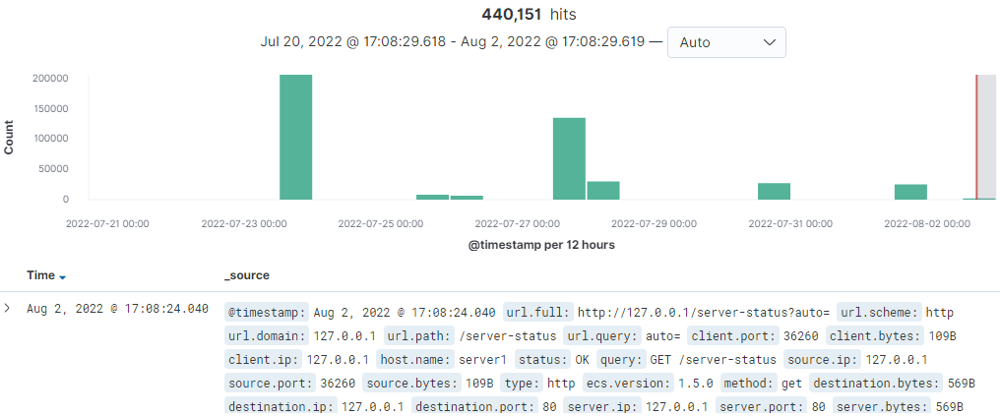 440,151 hits
Jul 20, 2022 @ 17:08:29.618 - Aug 2, 2022 @ 17:08:29.619 — Auto
200000
150000
100000
50000
0
Count
2022-07-21 00:00 2022-07-23 00:00 2022-07-25 00:00 2022-07-27 00:00 2022-07-29 00:00 2022-07-31 00:00 2022-08-02 00:00
@timestamp per 12 hours
Time _source
Aug 2, 2022 @ 17:08:24.040 @timestamp: Aug 2, 2022 @ 17:08:24.040 url.full: http://127.0.0.1/server-status?auto= url.scheme: http
url.domain: 127.0.0.1 url.path: /server-status url.query: auto= client.port: 36260 client.bytes: 109B
client.ip: 127.0.0.1 host.name: server1 status: OK query: GET /server-status source.ip: 127.0.0.1
source.port: 36260 source.bytes: 109B type: http ecs.version: 1.5.0 method: get destination.bytes: 569B
destination.ip: 127.0.0.1 destination.port: 80 server.ip: 127.0.0.1 server.port: 80 server.bytes: 569B